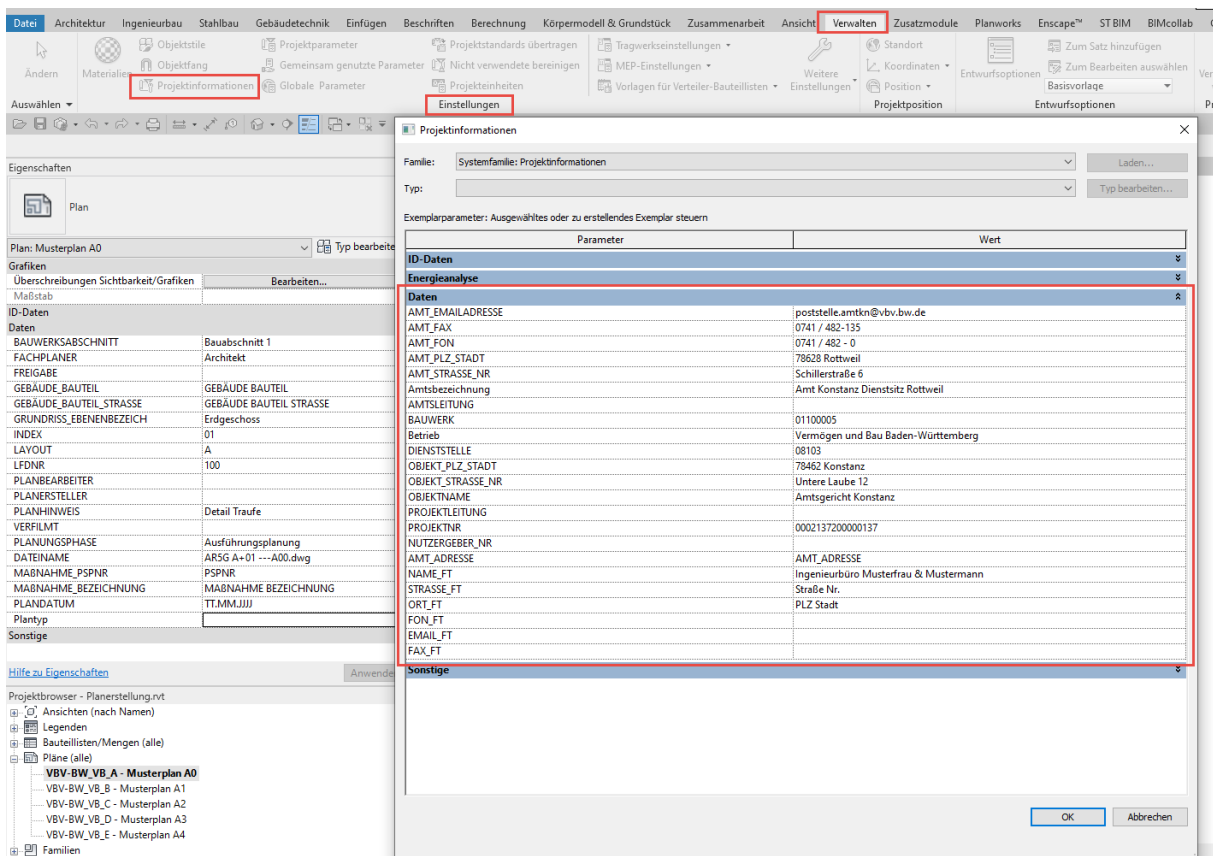 Datei Architektur Ingenieurbau Stahlbau Gebäudetechnik Einfügen Beschriften Berechnung Körpermodell & Grundstück Zusammenarbeit Ansicht Verwalten Zusatzmodule Planworks Enscape™ ST BIM BIMcollab
Objektstile Projektparameter Projektstandards übertragen Tragwerkseinstellungen Standort Zum Satz hinzufügen
Objektfang Gemeinsam genutzte Parameter Nicht verwendete bereinigen MEP-Einstellungen Koordinaten Zum Bearbeiten auswählen
Ändern Materialien Weitere Einstellungen Entwurfsoptionen
Projektinformationen Globale Parameter Projekteinheiten Vorlagen für Verteiler-Bauteillisten Position Basisvorlage
Auswählen Einstellungen Projektposition Entwurfsoptionen
Projektinformationen
Familie: Systemfamilie: Projektinformationen Laden...
Typ: Typ bearbeiten...
Exemplarparameter: Ausgewähltes oder zu erstellendes Exemplar steuern
Parameter Wert
ID-Daten
Energieanalyse
Daten
AMT_EMAILADRESSE poststelle.amtkn@vbv.bw.de
AMT_FAX 0741 / 482-135
AMT_FON 0741 / 482 - 0
AMT_PLZ_STADT 78628 Rottweil
AMT_STRASSE_NR Schillerstraße 6
Amtsbezeichnung Amt Konstanz Dienstsitz Rottweil
AMTSLEITUNG
BAUWERK 01100005
Betrieb Vermögen und Bau Baden-Württemberg
DIENSTSTELLE 08103
OBJEKT_PLZ_STADT 78462 Konstanz
OBJEKT_STRASSE_NR Untere Laube 12
OBJEKTNAME Amtsgericht Konstanz
PROJEKTLEITUNG
PROJEKTNR 0002137200000137
NUTZERGEBER_NR
AMT_ADRESSE AMT_ADRESSE
NAME_FT Ingenieurbüro Musterfrau & Mustermann
STRASSE_FT Straße Nr.
ORT_FT PLZ Stadt
FON_FT
EMAIL_FT
FAX_FT
Sonstige
OK Abbrechen
Eigenschaften
Plan
Plan: Musterplan A0 Typ bearbeite
Grafiken
Überschreibungen Sichtbarkeit/Grafiken Bearbeiten...
Maßstab
ID-Daten
Daten
BAUWERKSABSCHNITT Bauabschnitt 1
FACHPLANER Architekt
FREIGABE
GEBÄUDE_BAUTEIL GEBÄUDE BAUTEIL
GEBÄUDE_BAUTEIL_STRASSE GEBÄUDE BAUTEIL STRASSE
GRUNDRISS_EBENENBEZEICH Erdgeschoss
INDEX 01
LAYOUT A
LFDNR 100
PLANBEARBEITER
PLANERSTELLER
PLANHINWEIS Detail Traufe
VERFILMT
PLANUNGSPHASE Ausführungsplanung
DATEINAME AR5G A+01 ---A00.dwg
MAßNAHME_PSPNR PSPNR
MAßNAHME_BEZEICHNUNG MAßNAHME BEZEICHNUNG
PLANDATUM TT.MM.JJJJ
Plantyp
Sonstige
Hilfe zu Eigenschaften Anwende
Projektbrowser - Planerstellung.rvt
Ansichten (nach Namen)
Legenden
Bauteillisten/Mengen (alle)
Pläne (alle)
VBV-BW_VB_A - Musterplan A0
VBV-BW_VB_B - Musterplan A1
VBV-BW_VB_C - Musterplan A2
VBV-BW_VB_D - Musterplan A3
VBV-BW_VB_E - Musterplan A4
Familien